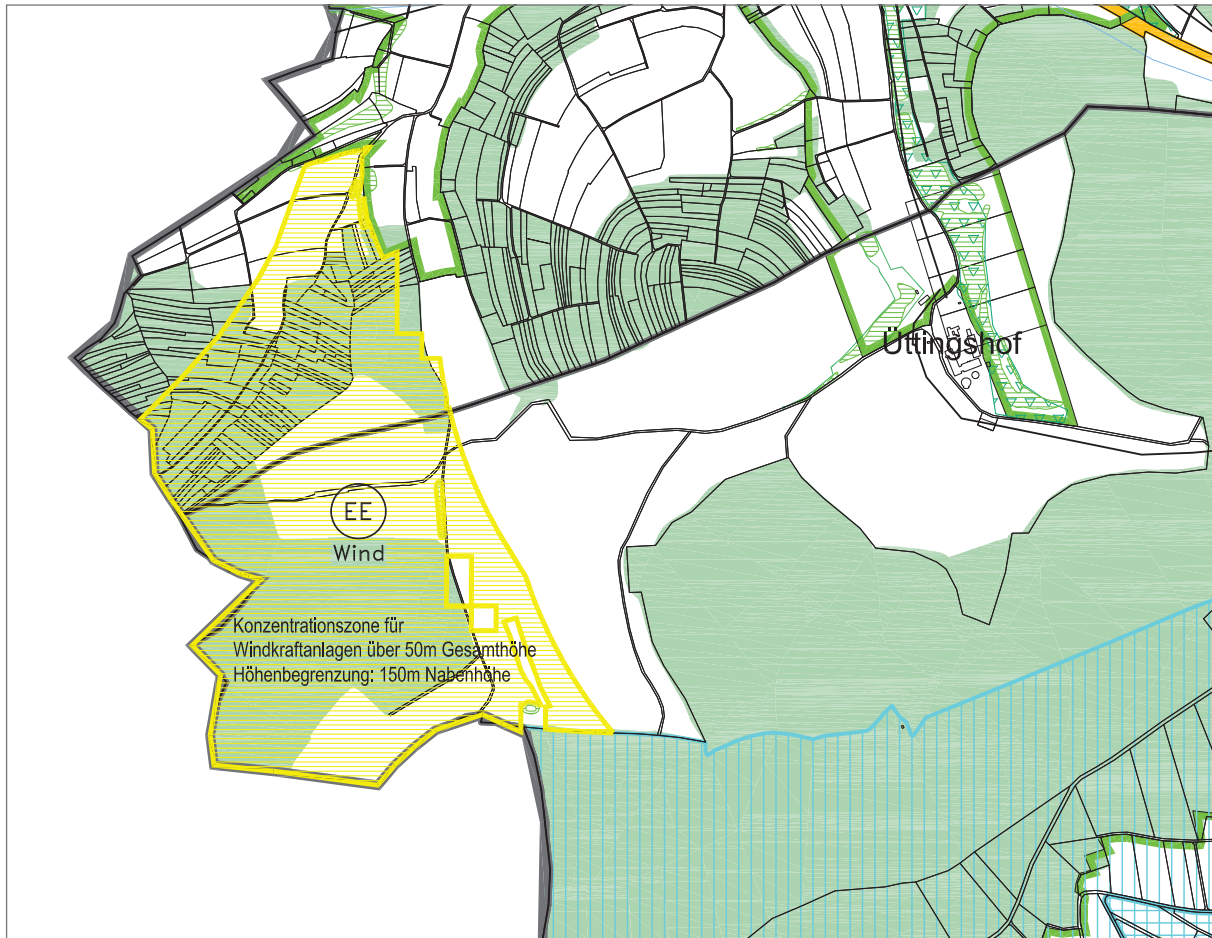 Üttingshof
EE
Wind
Konzentrationszone für
Windkraftanlagen über 50m Gesamthöhe
Höhenbegrenzung: 150m Nabenhöhe